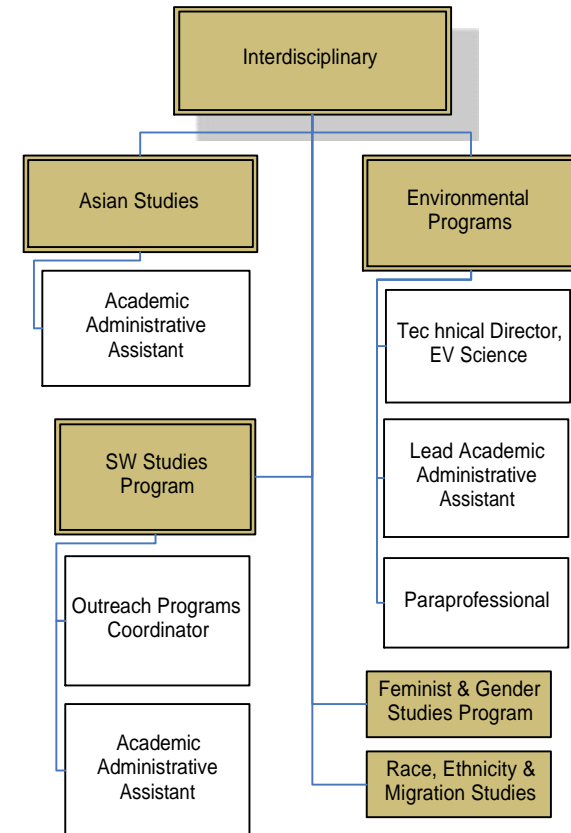 Interdisciplinary
Asian Studies
Academic
Administrative
Assistant
Environmental
Programs
Tec hnical Director,
EV Science
Lead Academic
Administrative
Assistant
Paraprofessional
SW Studies
Program
Outreach Programs
Coordinator
Academic
Administrative
Assistant
Feminist & Gender
Studies Program
Race, Ethnicity &
Migration Studies